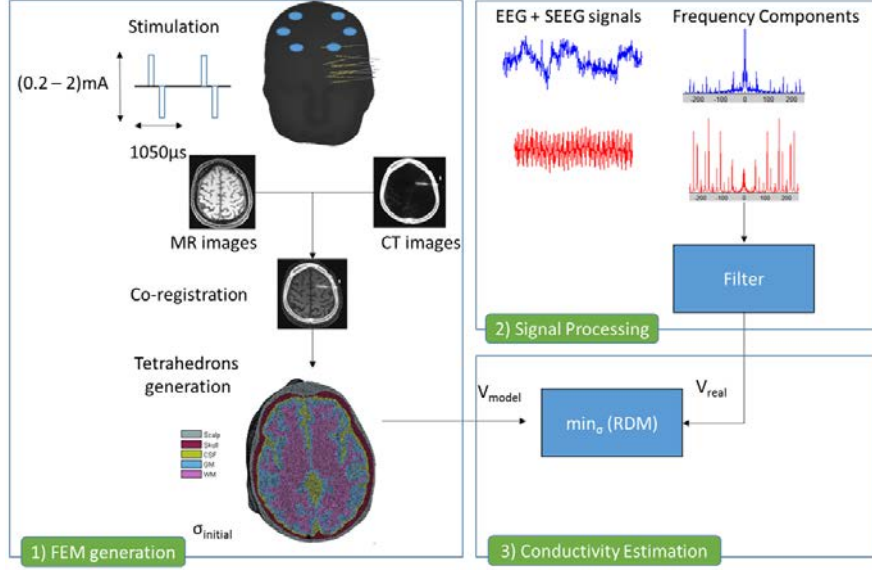 Stimulation
(0.2 – 2)mA
1050µs
MR images
CT images
Co-registration
Tetrahedrons
generation
Scalp
Skull
CSF
GM
WM
σinitial
1) FEM generation
EEG + SEEG signals
Frequency Components
-200 -100 0 100 200
-200 -100 0 100 200
Filter
2) Signal Processing
Vmodel
Vreal
minσ (RDM)
3) Conductivity Estimation